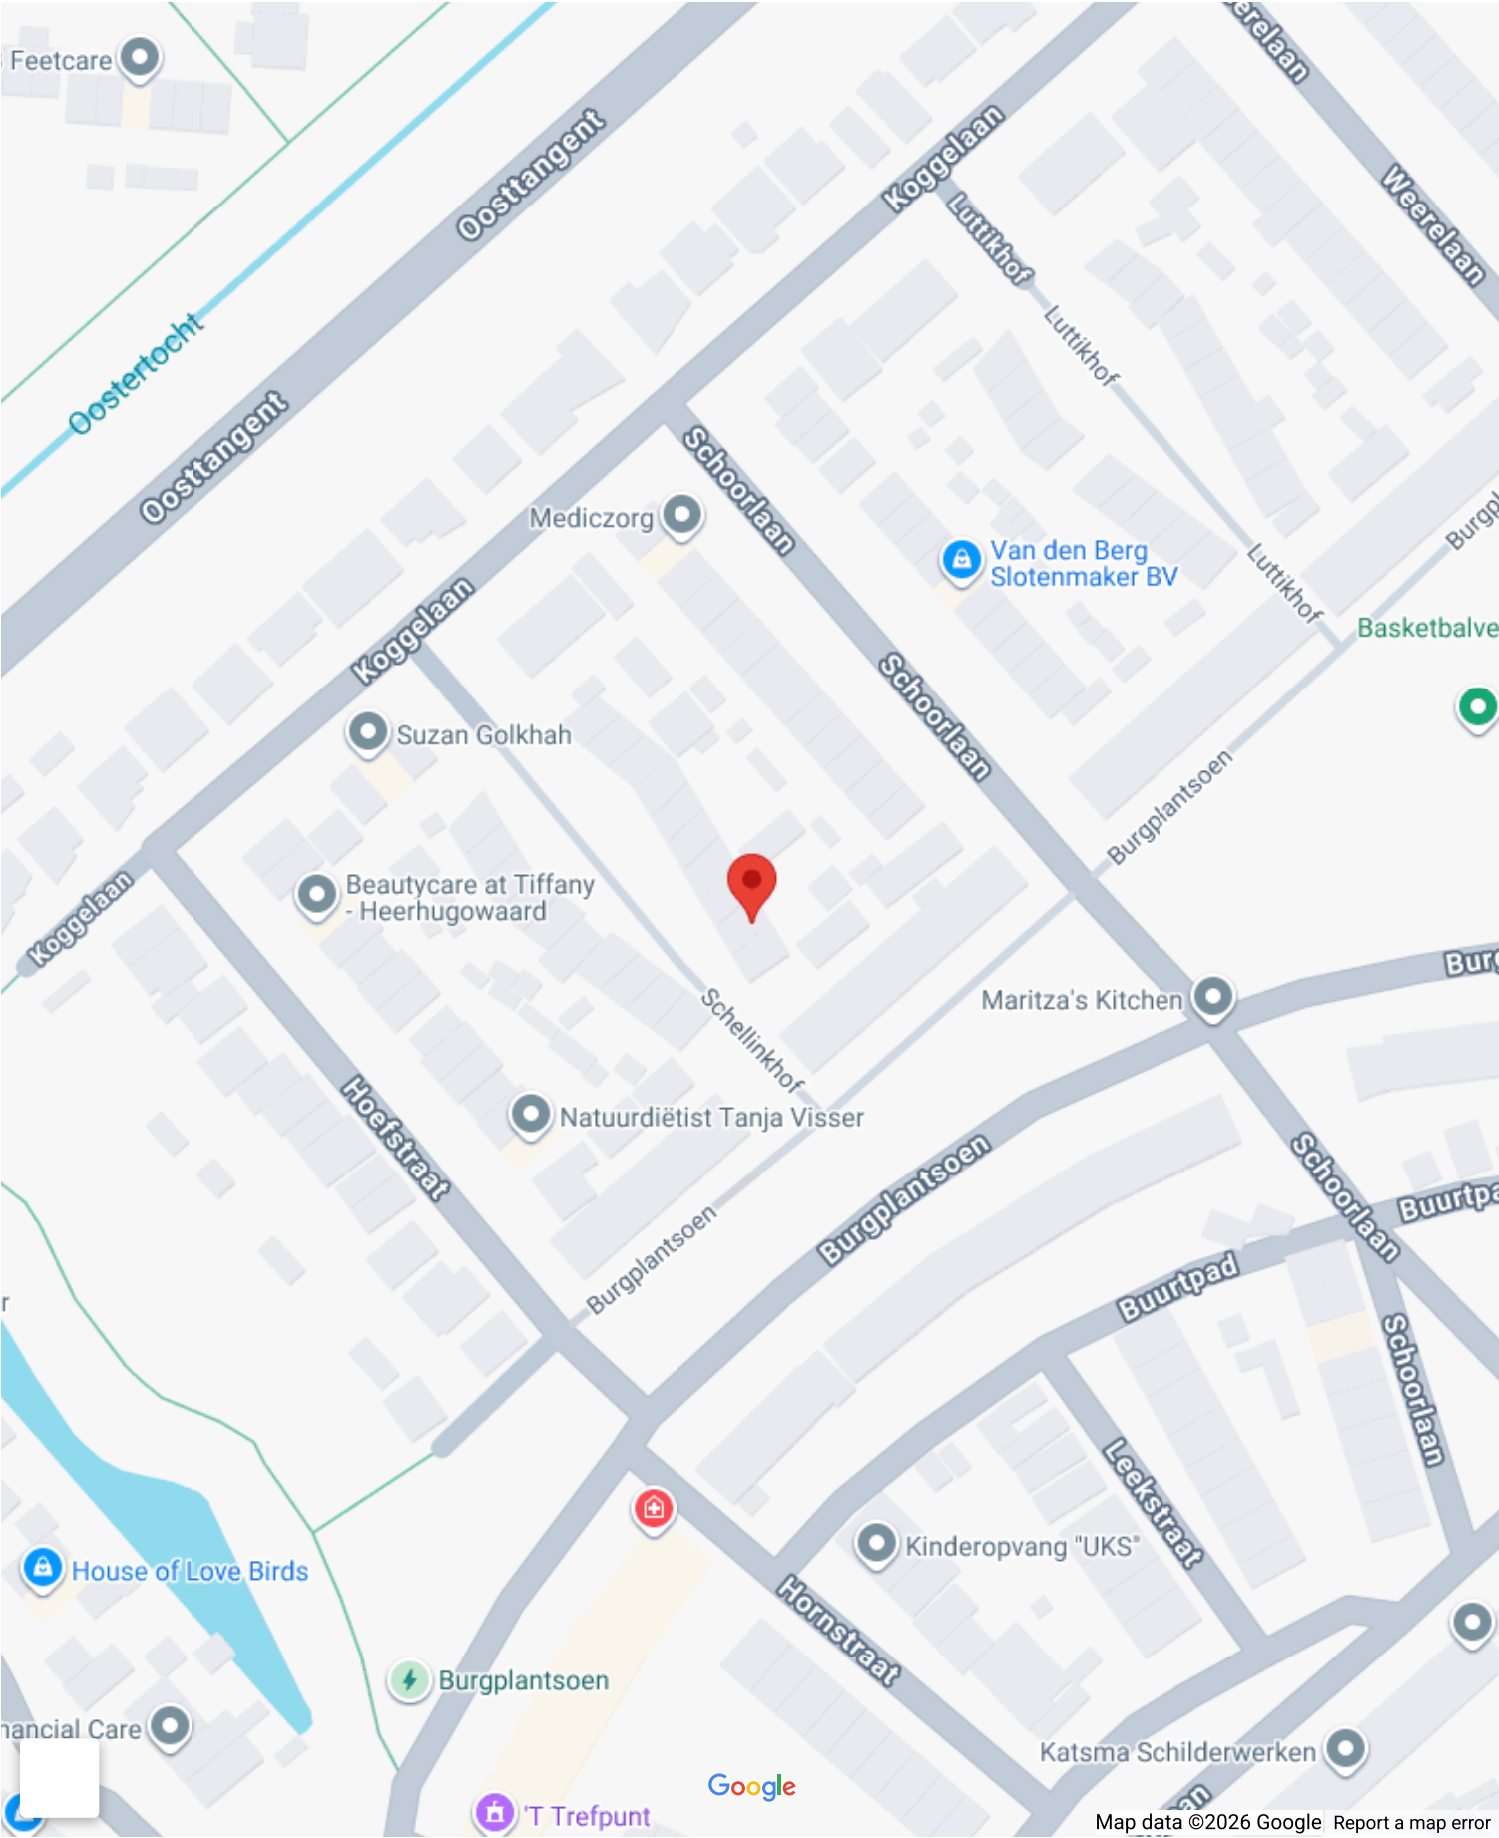 Feetcare
Oosttangent
Koggelaan
Weerelaan
Luttikhof
Oostertocht
Oosttangent
Luttikhof
Schoorlaan
Mediczorg
Van den Berg
Slotenmaker BV
Luttikhof
Koggelaan
Schoorlaan
Suzan Golkhah
Burgplantsoen
Beautycare at Tiffany
- Heerhugowaard
Koggelaan
Maritza's Kitchen
Schellinkhof
Natuurdiëtist Tanja Visser
Hoefstraat
Burgplantsoen
Burgplantsoen
Schoorlaan
Buurtpad
Schoorlaan
Leekstraat
Kinderopvang "UKS"
House of Love Birds
Hornstraat
Burgplantsoen
Katsma Schilderwerken
ancial Care
Google
'T Trefpunt
Map data ©2026 Google
Report a map error